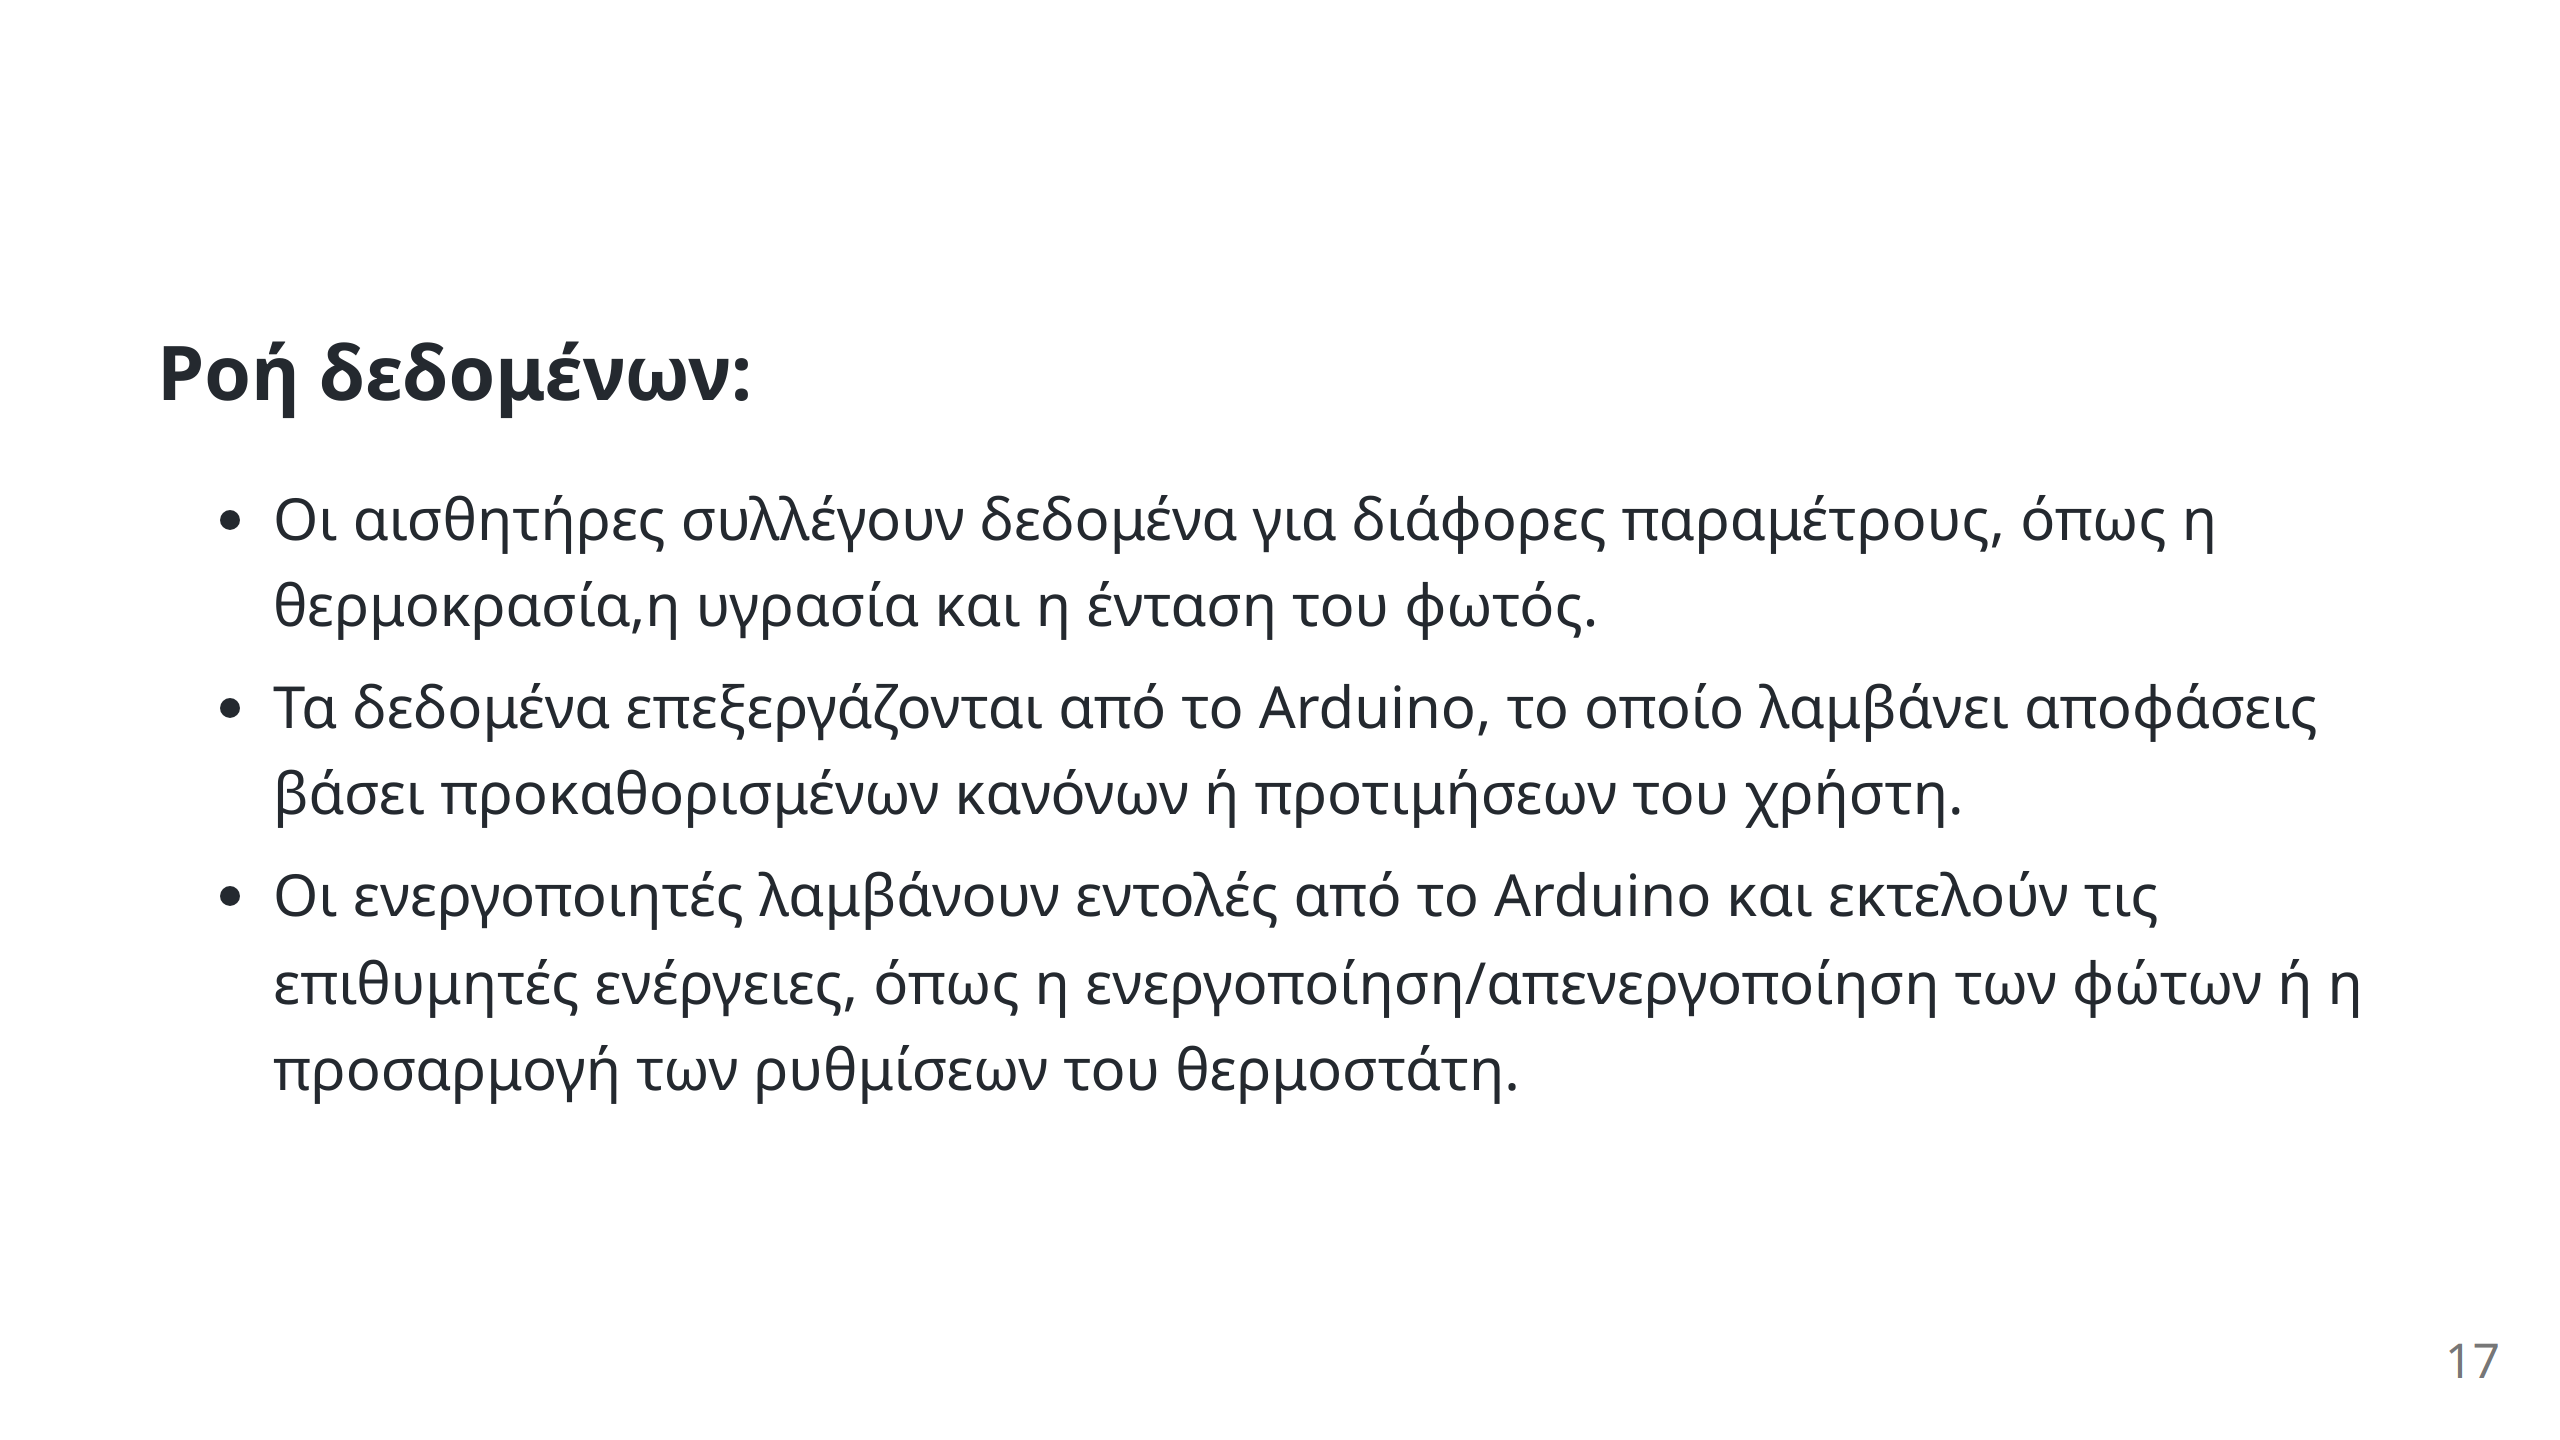 Ροή δεδομένων:
• Οι αισθητήρες συλλέγουν δεδομένα για διάφορες παραμέτρους, όπως η
θερμοκρασία,η υγρασία και η ένταση του φωτός.
• Τα δεδομένα επεξεργάζονται από το Arduino, το οποίο λαμβάνει αποφάσεις
βάσει προκαθορισμένων κανόνων ή προτιμήσεων του χρήστη.
• Οι ενεργοποιητές λαμβάνουν εντολές από το Arduino και εκτελούν τις
επιθυμητές ενέργειες, όπως η ενεργοποίηση/απενεργοποίηση των φώτων ή η
προσαρμογή των ρυθμίσεων του θερμοστάτη.
17